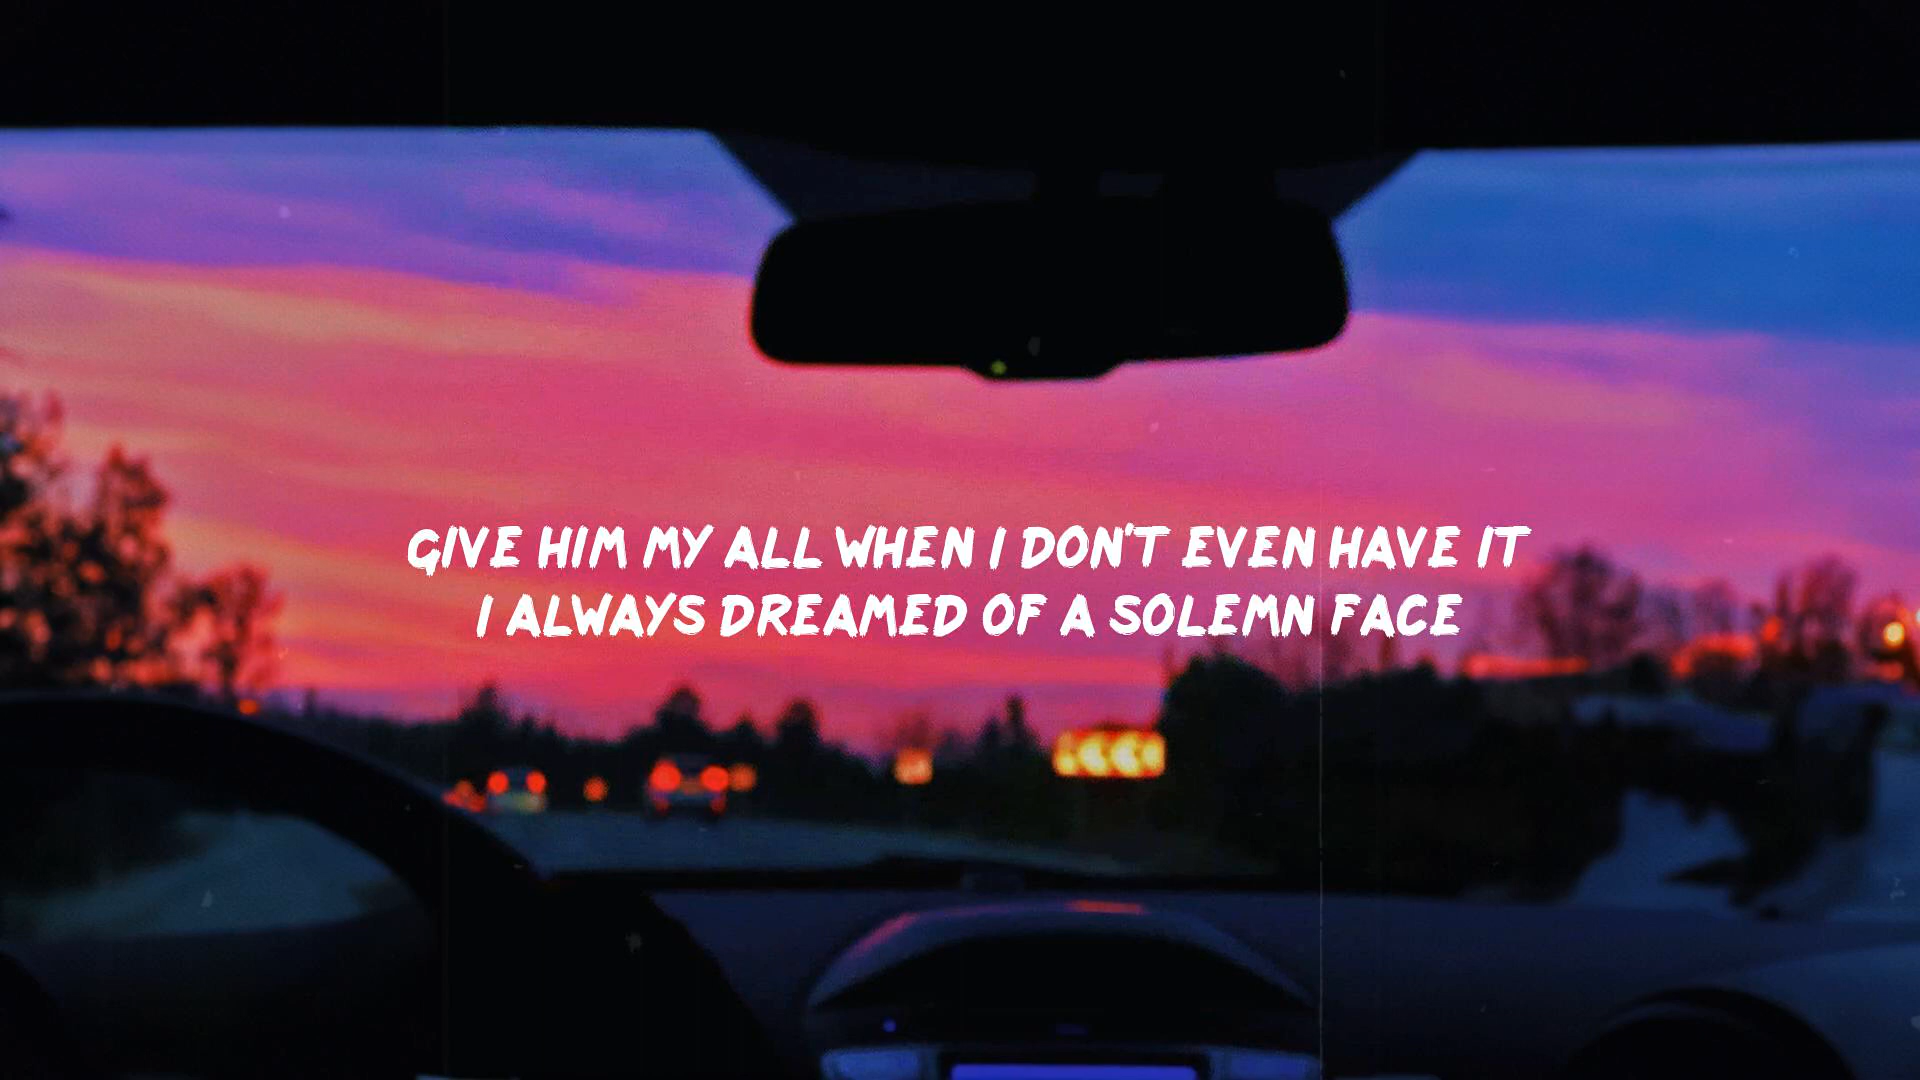 GIVE HIM MY ALL WHEN I DON'T EVEN HAVE IT
I ALWAYS DREAMED OF A SOLEMN FACE